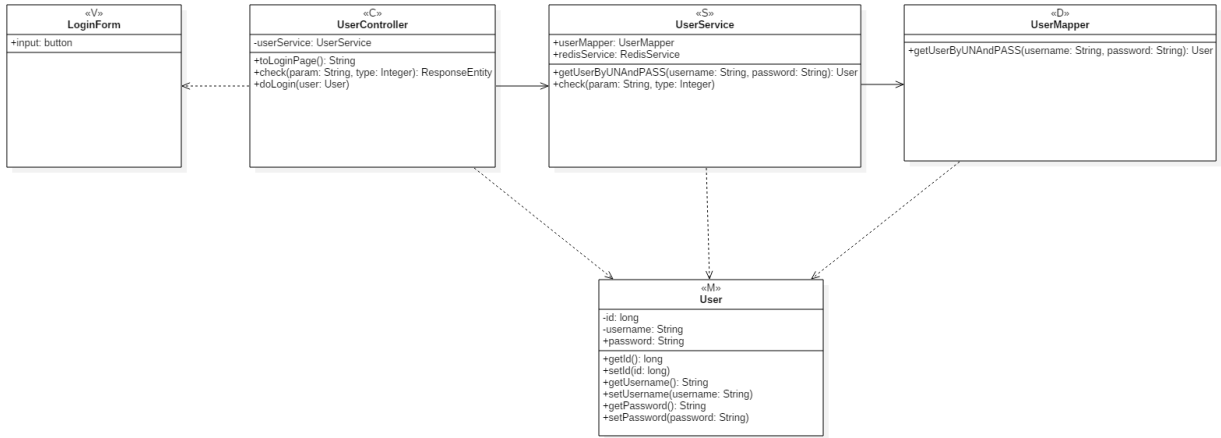 «V»
LoginForm
+input: button
«C»
UserController
-userService: UserService
+toLoginPage(): String
+check(param: String, type: Integer): ResponseEntity
+doLogin(user: User)
«S»
UserService
+userMapper: UserMapper
+redisService: RedisService
+getUserByUNAndPASS(username: String, password: String): User
+check(param: String, type: Integer)
«D»
UserMapper
+getUserByUNAndPASS(username: String, password: String): User
«M»
User
-id: long
-username: String
+password: String
+getId(): long
+setId(id: long)
+getUsername(): String
+setUsername(username: String)
+getPassword(): String
+setPassword(password: String)